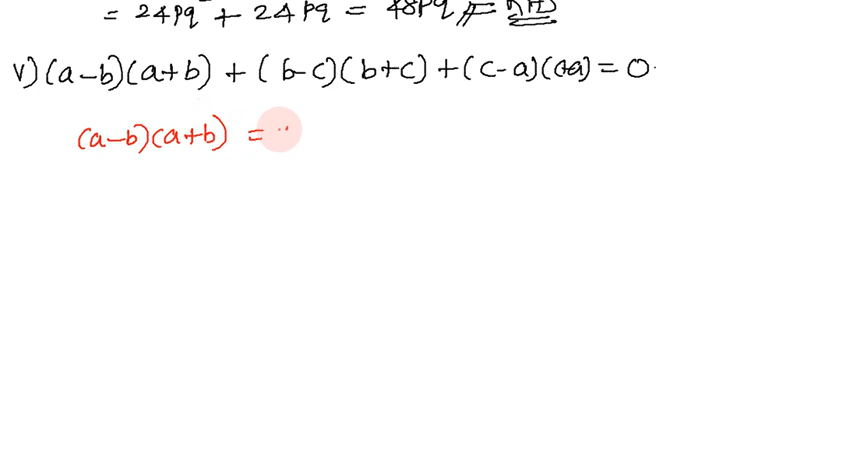 = 24pq + 24pq = 48pq
v) (a-b)(a+b) + (b-c)(b+c) + (c-a)(c+a) = 0.
(a-b)(a+b) =